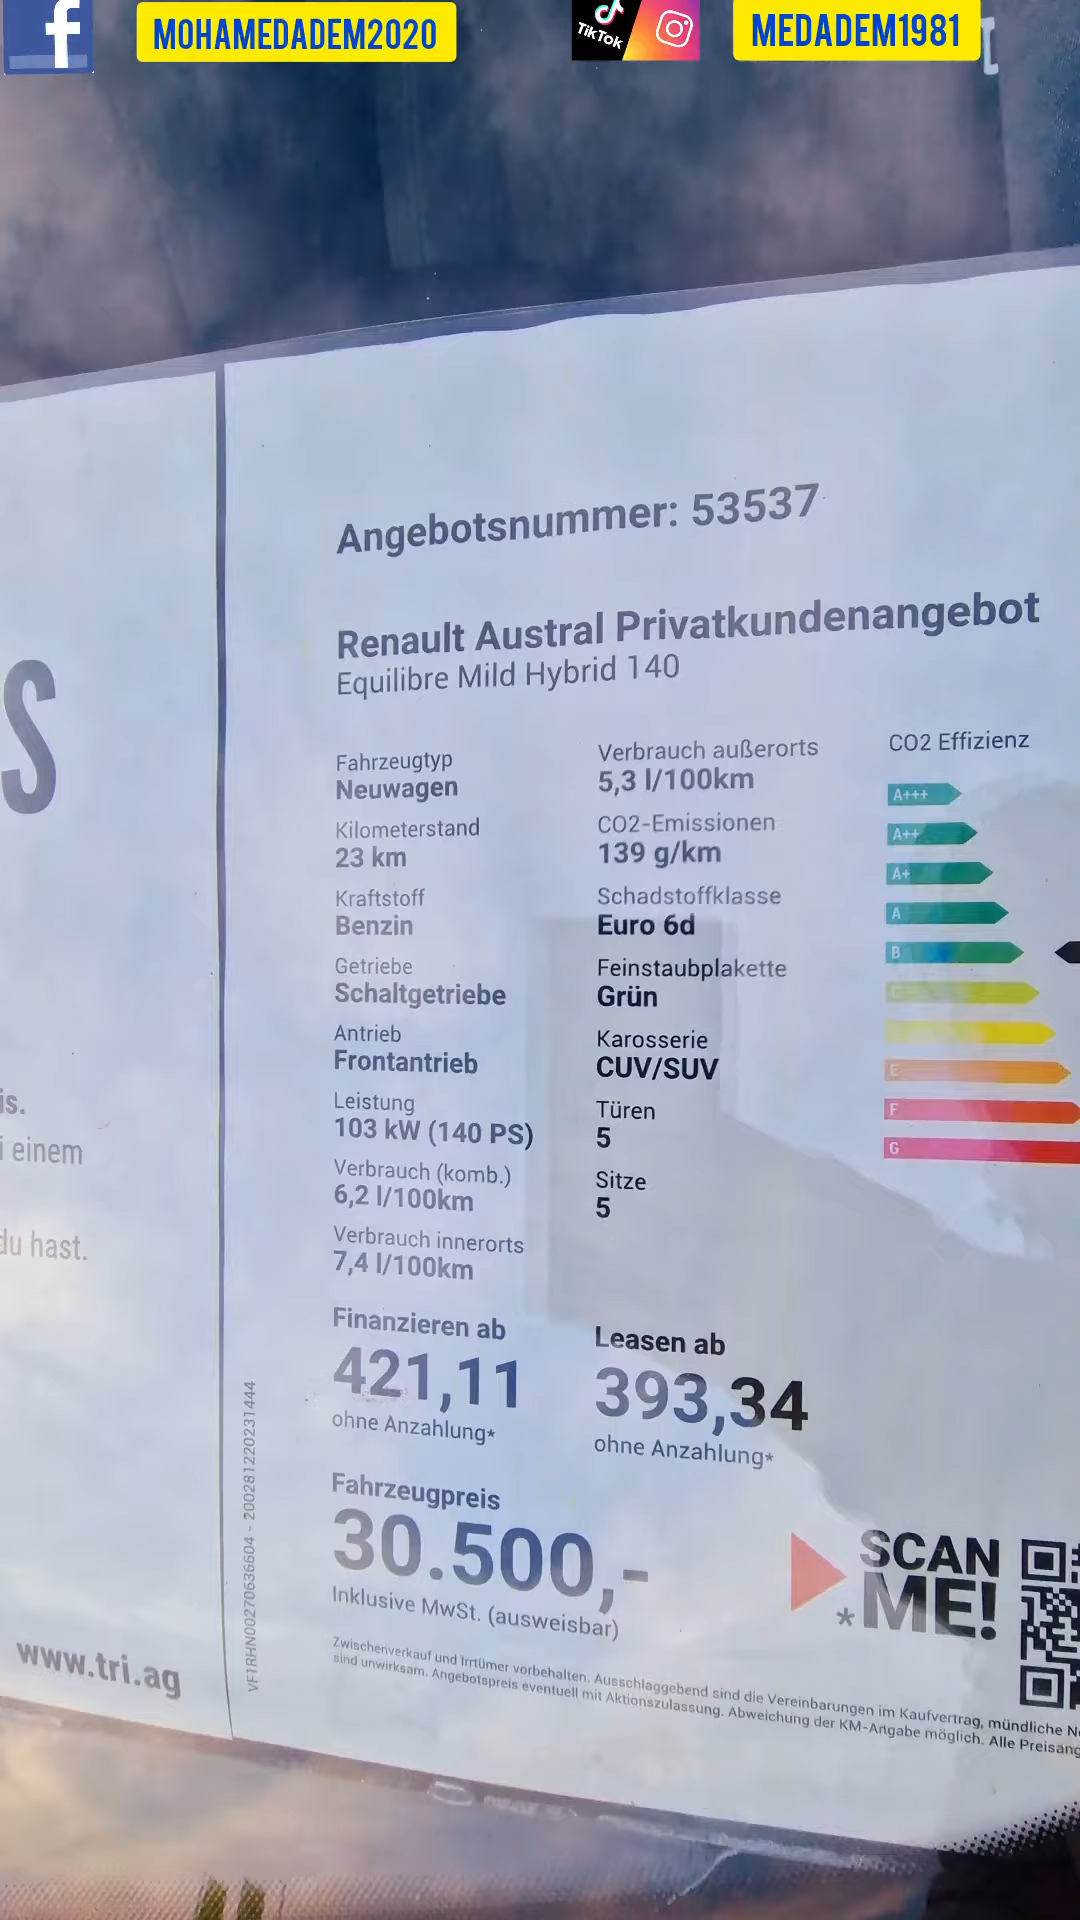 f
MOHAMEDADEM2020
TikTok
MEDADEM1981
S
is.
i einem
du hast.
www.tri.ag
VF1RHN00270636604 - 20028122023​1444
Angebotsnummer: 53537
Renault Austral Privatkundenangebot
Equilibre Mild Hybrid 140
Fahrzeugtyp
Neuwagen
Kilometerstand
23 km
Kraftstoff
Benzin
Getriebe
Schaltgetriebe
Antrieb
Frontantrieb
Leistung
103 kW (140 PS)
Verbrauch (komb.)
6,2 l/100km
Verbrauch innerorts
7,4 l/100km
Verbrauch außerorts
5,3 l/100km
CO2-Emissionen
139 g/km
Schadstoffklasse
Euro 6d
Feinstaubplakette
Grün
Karosserie
CUV/SUV
Türen
5
Sitze
5
CO2 Effizienz
A+++
A++
A+
A
B
E
F
G
Finanzieren ab
421,11
ohne Anzahlung*
Leasen ab
393,34
ohne Anzahlung*
Fahrzeugpreis
30.500,-
Inklusive MwSt. (ausweisbar)
SCAN
*ME!
Zwischenverkauf und Irrtümer vorbehalten. Ausschlaggebend sind die Vereinbarungen im Kaufvertrag, mündliche
sind unwirksam. Angebotspreis eventuell mit Aktionszulassung. Abweichung der KM-Angabe möglich. Alle Preisang